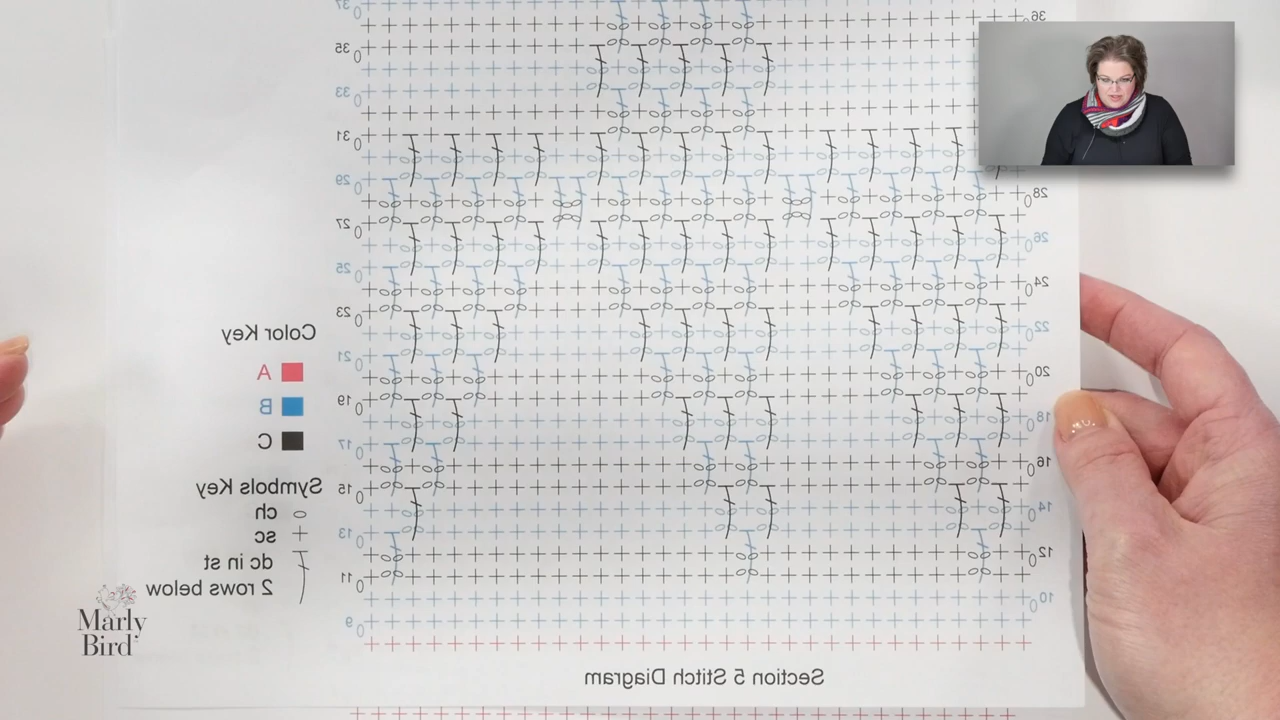 37
36
35
33
31
29
28
27
26
25
24
23
22
21
20
19
18
17
16
15
14
13
12
11
10
9
Color Key
A
B
C
Symbols Key
ch
sc
dc in st
2 rows below
Section 5 Stitch Diagram
Marly
Bird